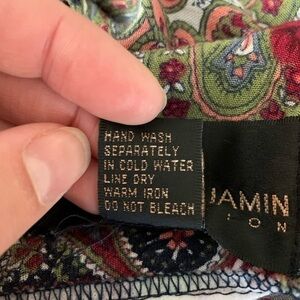 HAND WASH
SEPARATELY
IN COLD WATER
LINE DRY
WARM IRON
DO NOT BLEACH
JAMIN
ION